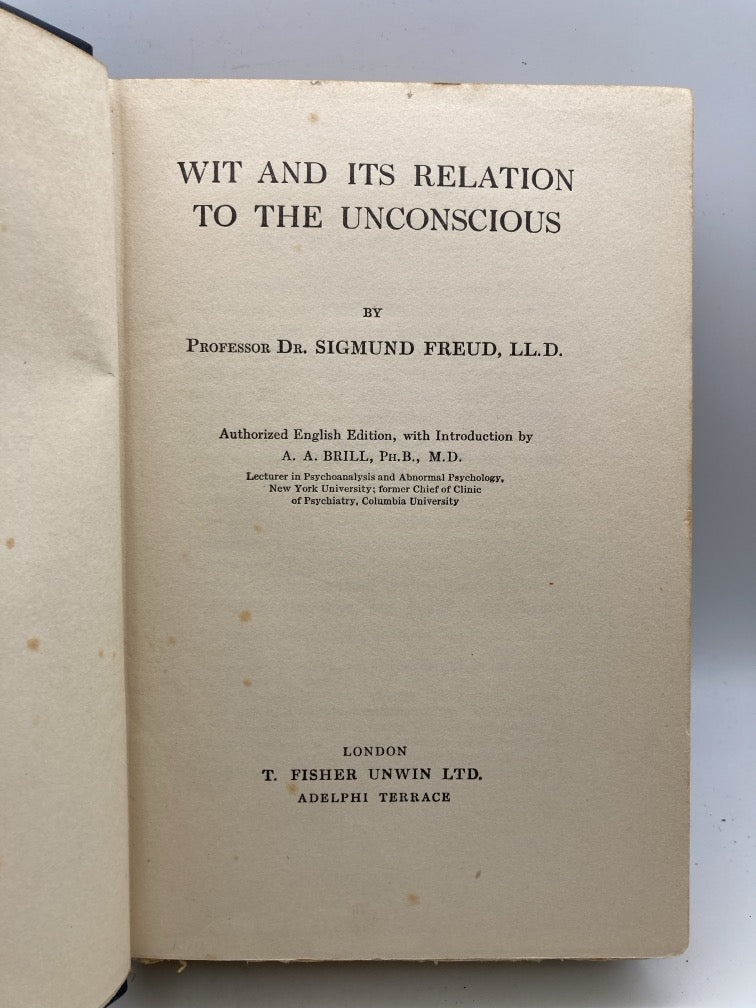 WIT AND ITS RELATION
TO THE UNCONSCIOUS
BY
PROFESSOR DR. SIGMUND FREUD, LL.D.
Authorized English Edition, with Introduction by
A. A. BRILL, PH.B., M.D.
Lecturer in Psychoanalysis and Abnormal Psychology,
New York University; former Chief of Clinic
of Psychiatry, Columbia University
LONDON
T. FISHER UNWIN LTD.
ADELPHI TERRACE